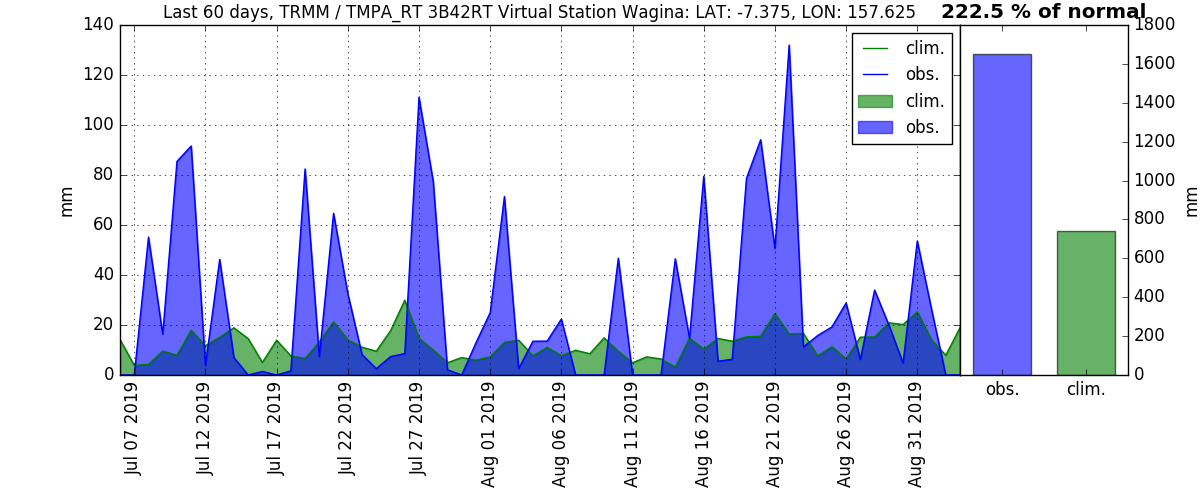 Last 60 days, TRMM / TMPA_RT 3B42RT Virtual Station Wagina: LAT: -7.375, LON: 157.625
222.5 % of normal
140
120
100
80
60
40
20
0
mm
clim.
obs.
clim.
obs.
1800
1600
1400
1200
1000
800
600
400
200
0
mm
Jul 07 2019
Jul 12 2019
Jul 17 2019
Jul 22 2019
Jul 27 2019
Aug 01 2019
Aug 06 2019
Aug 11 2019
Aug 16 2019
Aug 21 2019
Aug 26 2019
Aug 31 2019
obs.
clim.